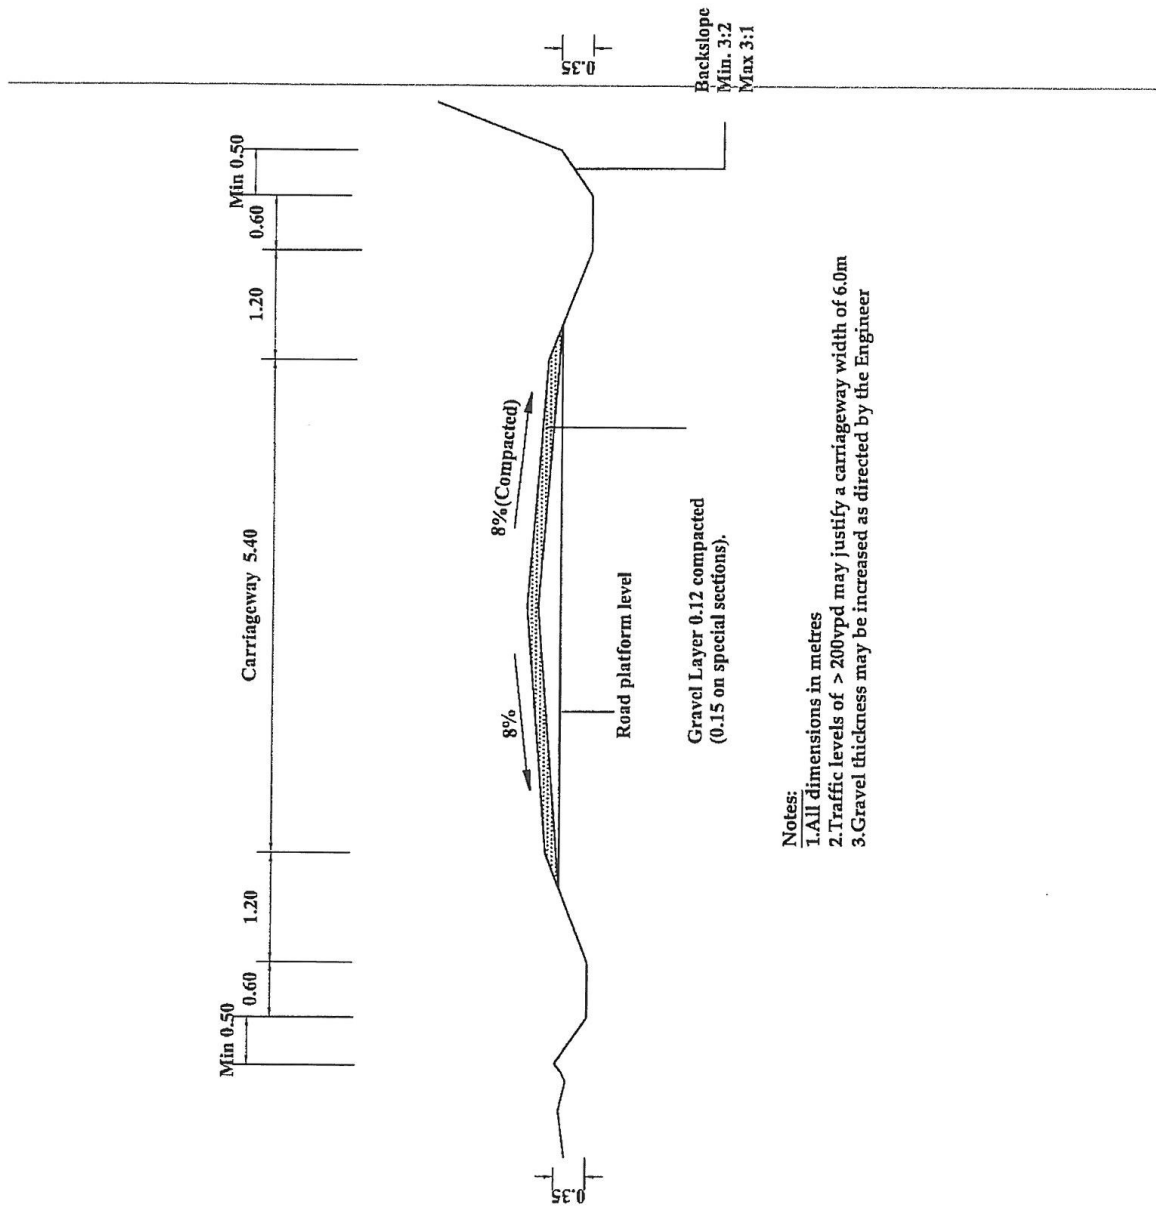 Min 0.50
0.60
1.20
Carriageway 5.40
1.20
0.60
Min 0.50
8%
8%(Compacted)
0.35
0.35
Road platform level
Gravel Layer 0.12 compacted
(0.15 on special sections).
Backslope
Min. 3:2
Max 3:1
Notes:
1.All dimensions in metres
2.Traffic levels of > 200vpd may justify a carriageway width of 6.0m
3.Gravel thickness may be increased as directed by the Engineer